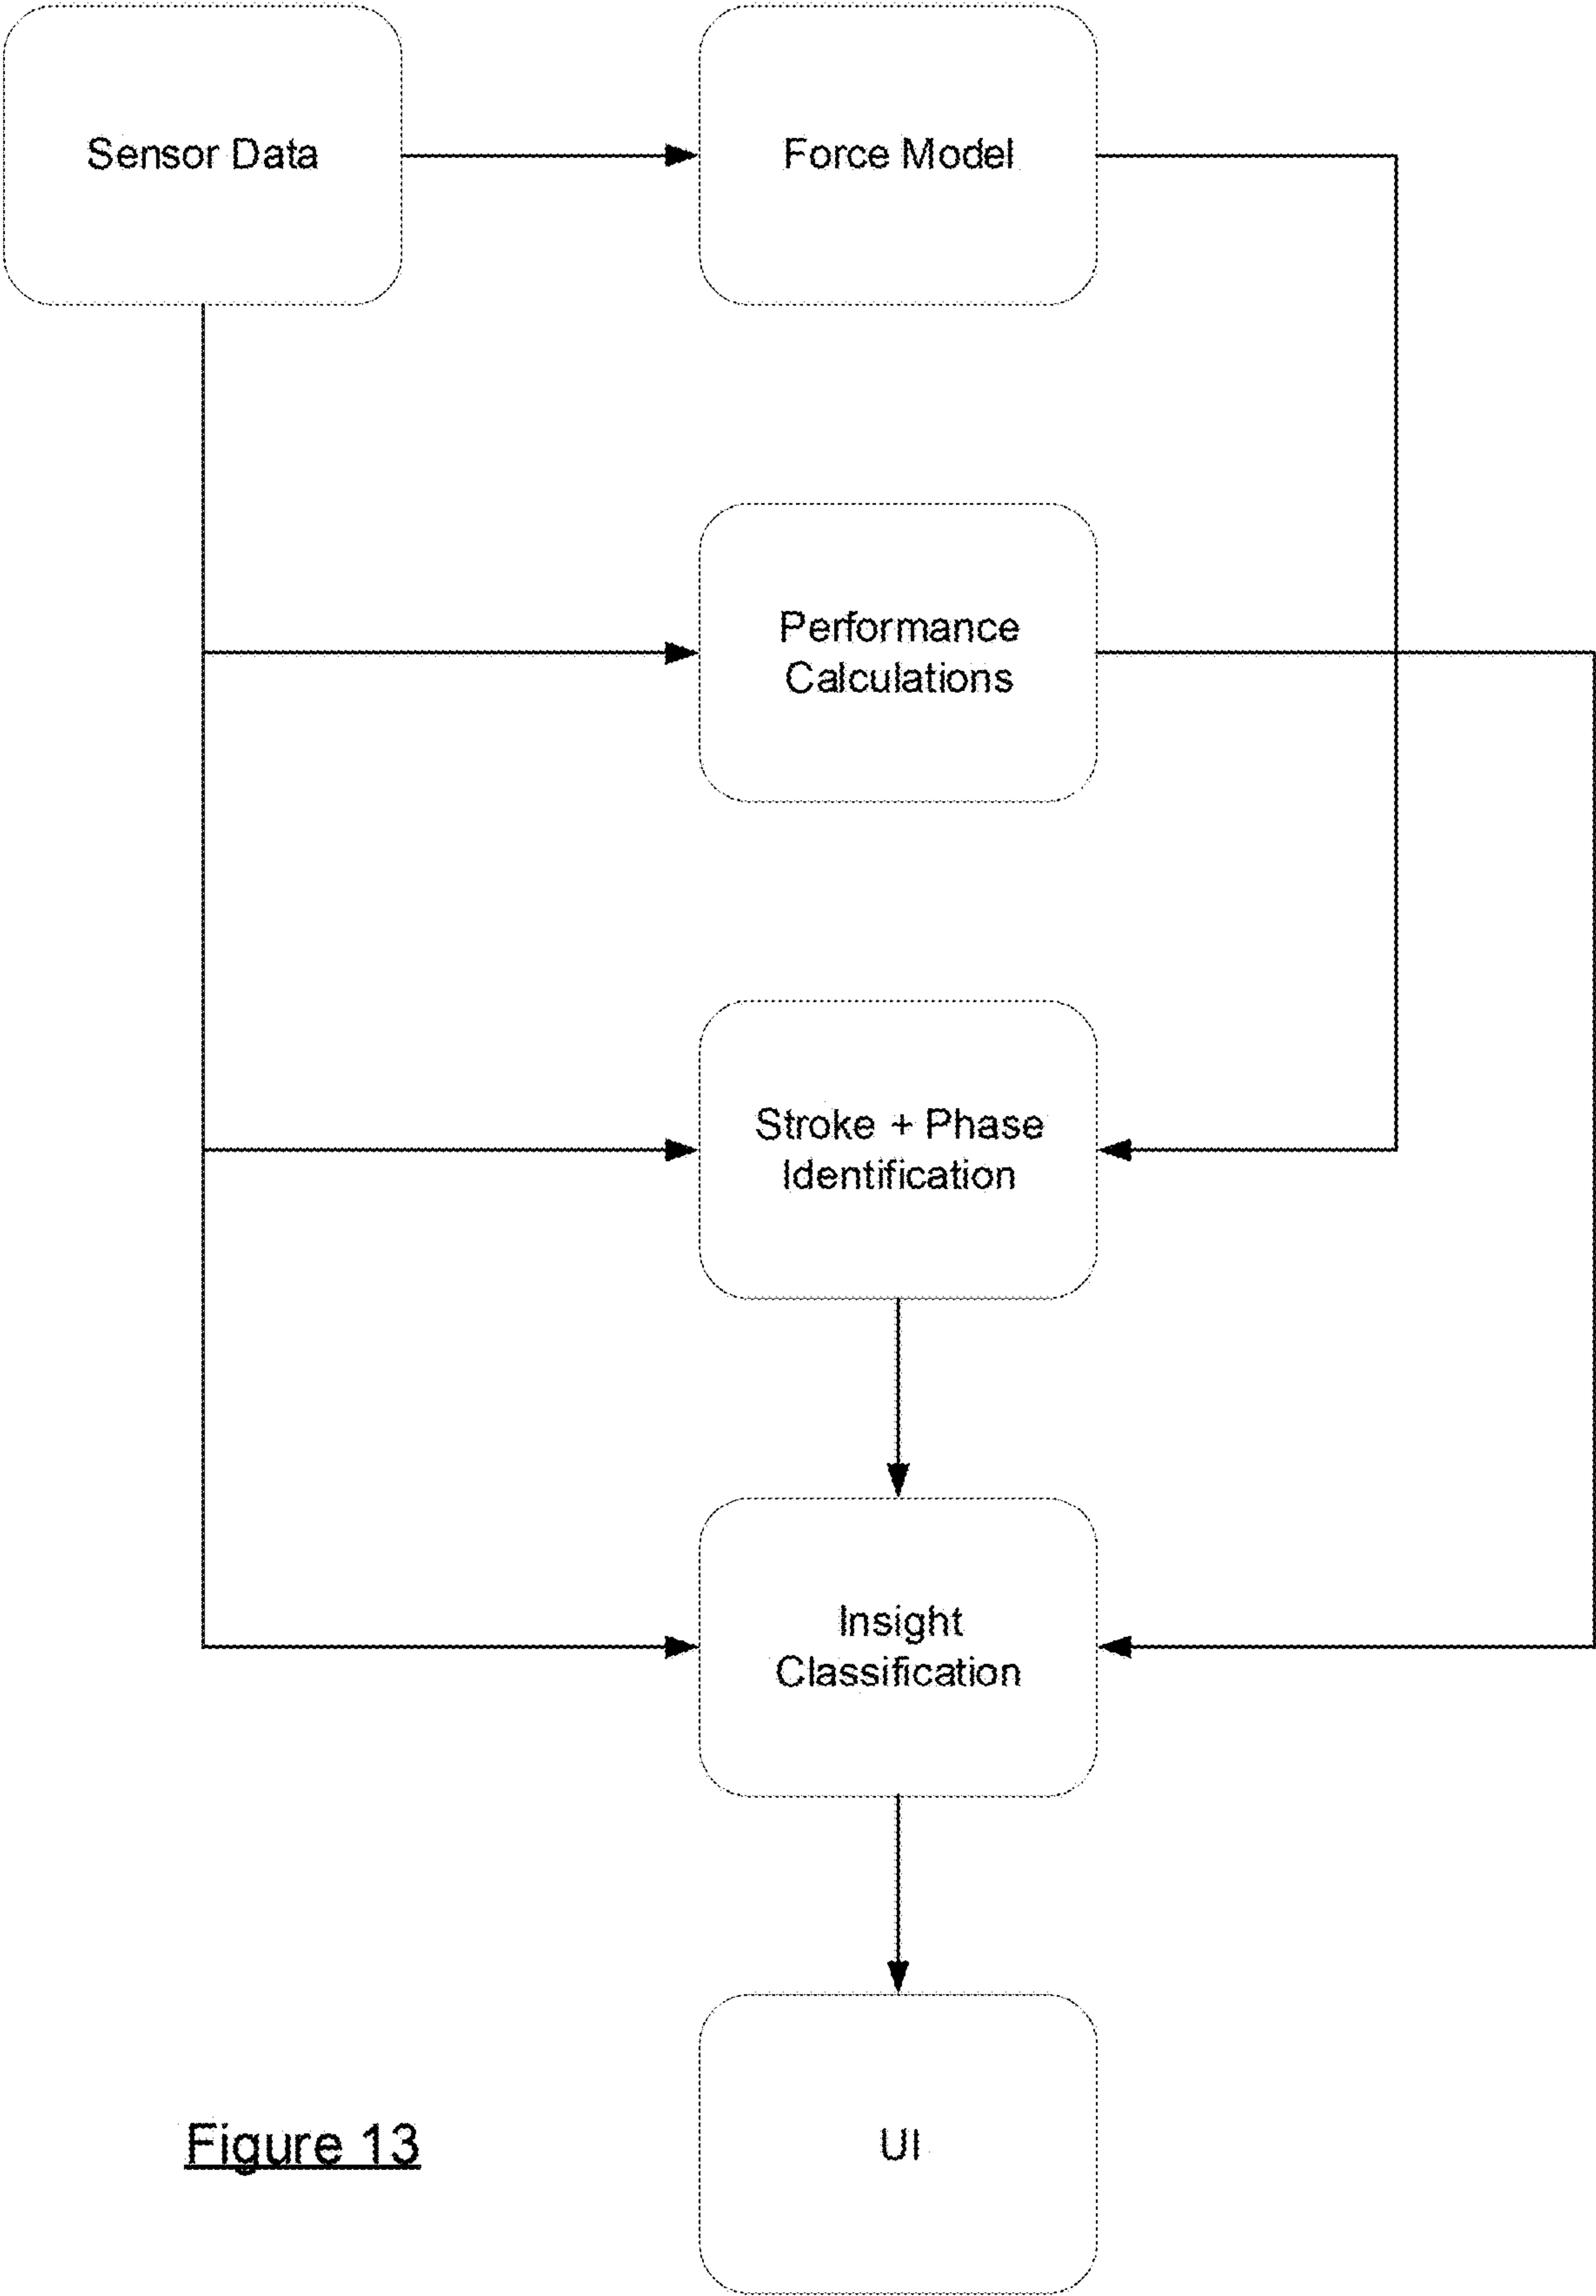 Sensor Data
Force Model
Performance
Calculations
Stroke + Phase
Identification
Insight
Classification
UI
Figure 13